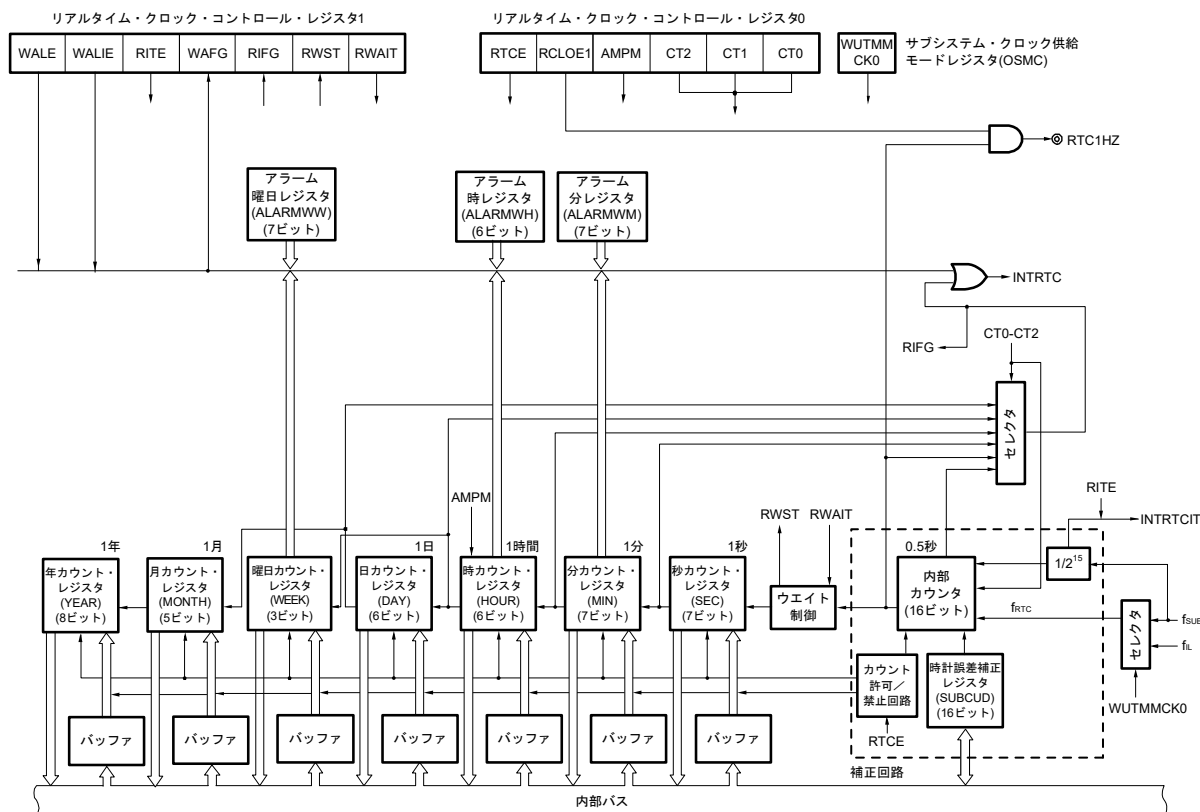 リアルタイム・クロック・コントロール・レジスタ1
WALE WALIE RITE WAFG RIFG RWST RWAIT
リアルタイム・クロック・コントロール・レジスタ0
RTCE RCLOE1 AMPM CT2 CT1 CT0
WUTMM
CK0
サブシステム・クロック供給
モードレジスタ(OSMC)
RTC1HZ
アラーム
曜日レジスタ
(ALARMWW)
(7ビット)
アラーム
時レジスタ
(ALARMWH)
(6ビット)
アラーム
分レジスタ
(ALARMWM)
(7ビット)
INTRTC
RIFG
CT0-CT2
セレクタ
RITE
INTRTCIT
AMPM
RWST
RWAIT
1年
年カウント・
レジスタ
(YEAR)
(8ビット)
1月
月カウント・
レジスタ
(MONTH)
(5ビット)
曜日カウント・
レジスタ
(WEEK)
(3ビット)
1日
日カウント・
レジスタ
(DAY)
(6ビット)
1時間
時カウント・
レジスタ
(HOUR)
(6ビット)
1分
分カウント・
レジスタ
(MIN)
(7ビット)
1秒
秒カウント・
レジスタ
(SEC)
(7ビット)
ウエイト
制御
0.5秒
内部
カウンタ
(16ビット)
1/2¹⁵
fRTC
セレクタ
fSUB
fIL
WUTMMCK0
カウント
許可/
禁止回路
RTCE
時計誤差補正
レジスタ
(SUBCUD)
(16ビット)
補正回路
バッファ
バッファ
バッファ
バッファ
バッファ
バッファ
バッファ
内部バス